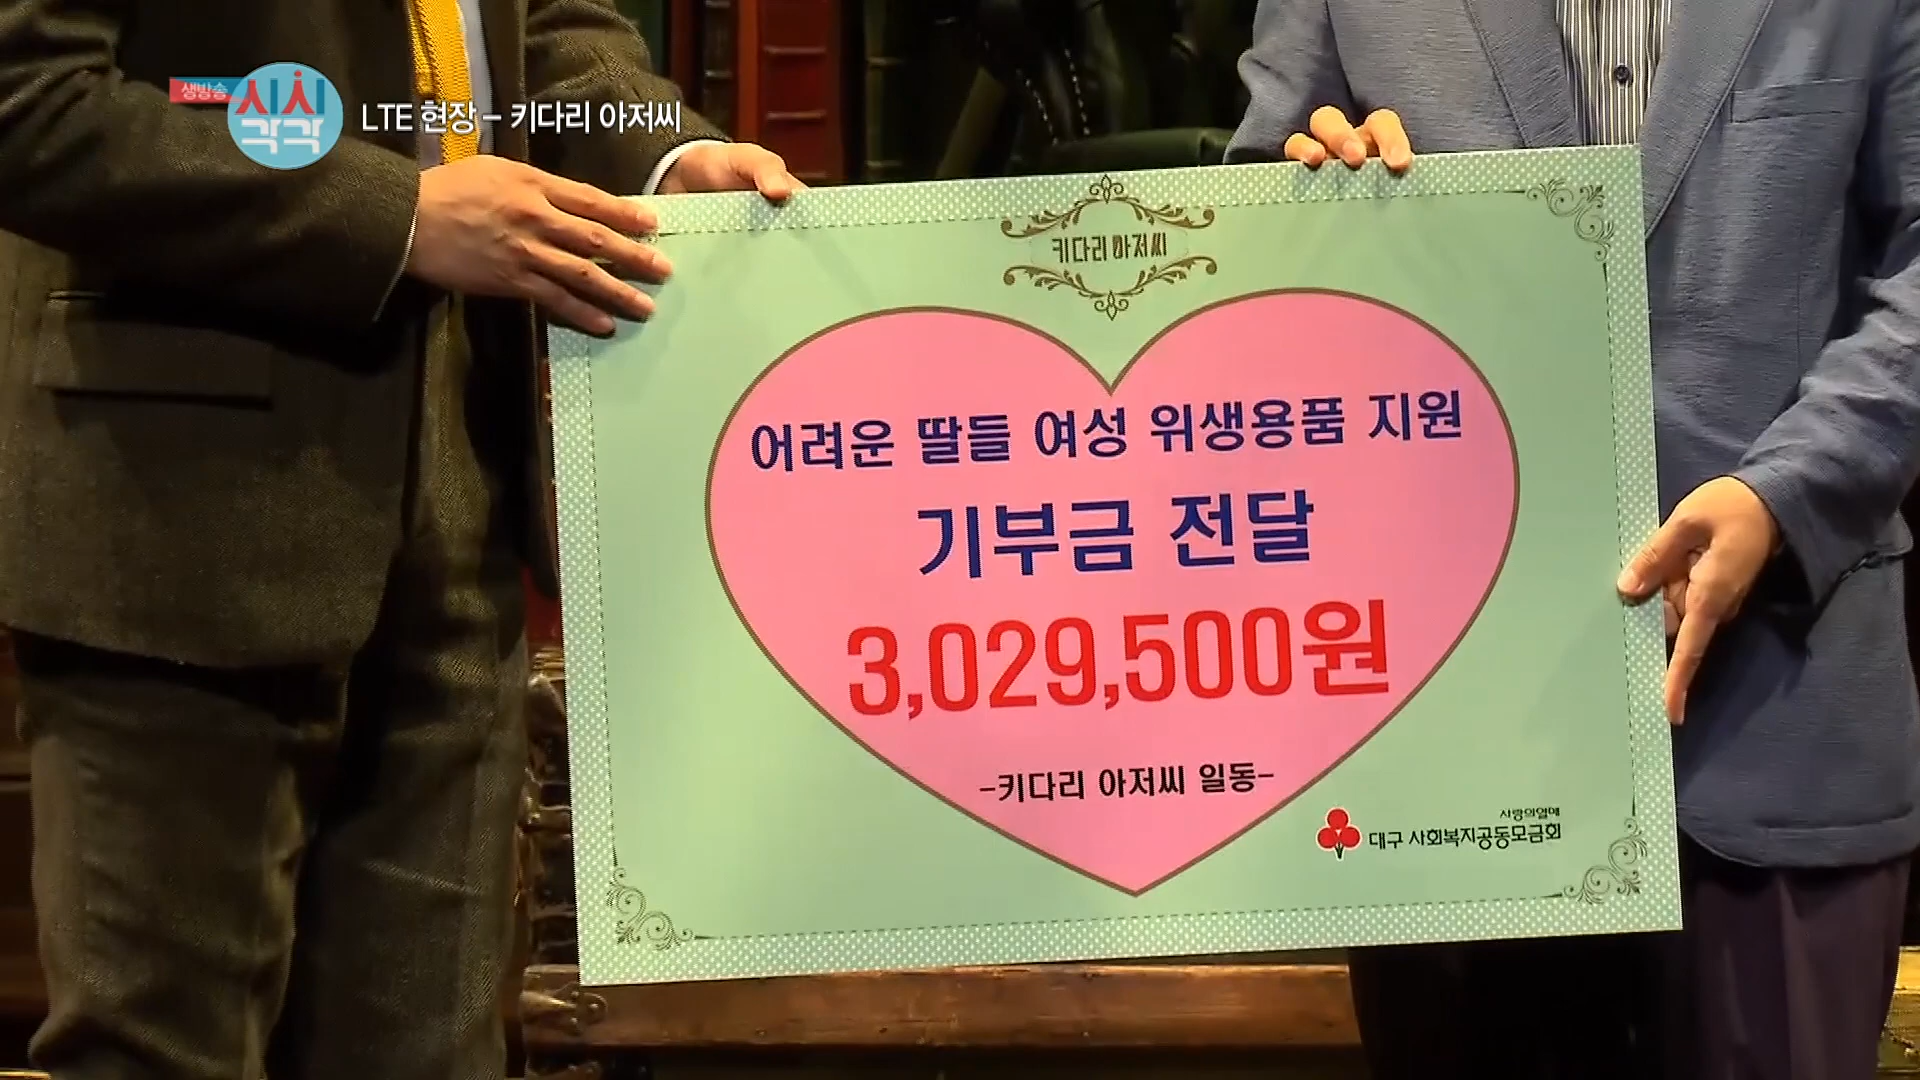 생방송
시시각각
LTE 현장 – 키다리 아저씨
키다리 아저씨
어려운 딸들 여성 위생용품 지원
기부금 전달
3,029,500원
-키다리 아저씨 일동-
사랑의열매
대구 사회복지공동모금회